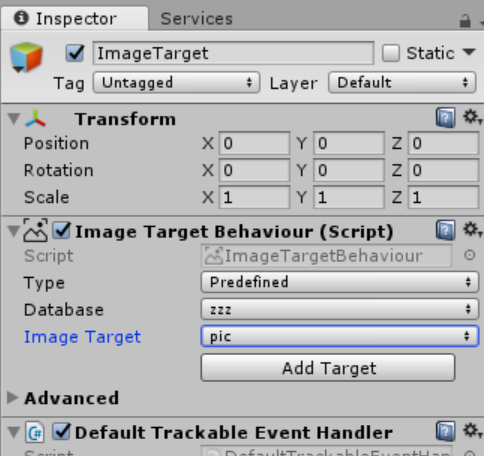 Inspector Services
ImageTarget Static
Tag Untagged Layer Default
Transform
Position X 0 Y 0 Z 0
Rotation X 0 Y 0 Z 0
Scale X 1 Y 1 Z 1
Image Target Behaviour (Script)
Script ImageTargetBehaviour
Type Predefined
Database zzz
Image Target pic
Add Target
Advanced
Default Trackable Event Handler
Script DefaultTrackableEventHan